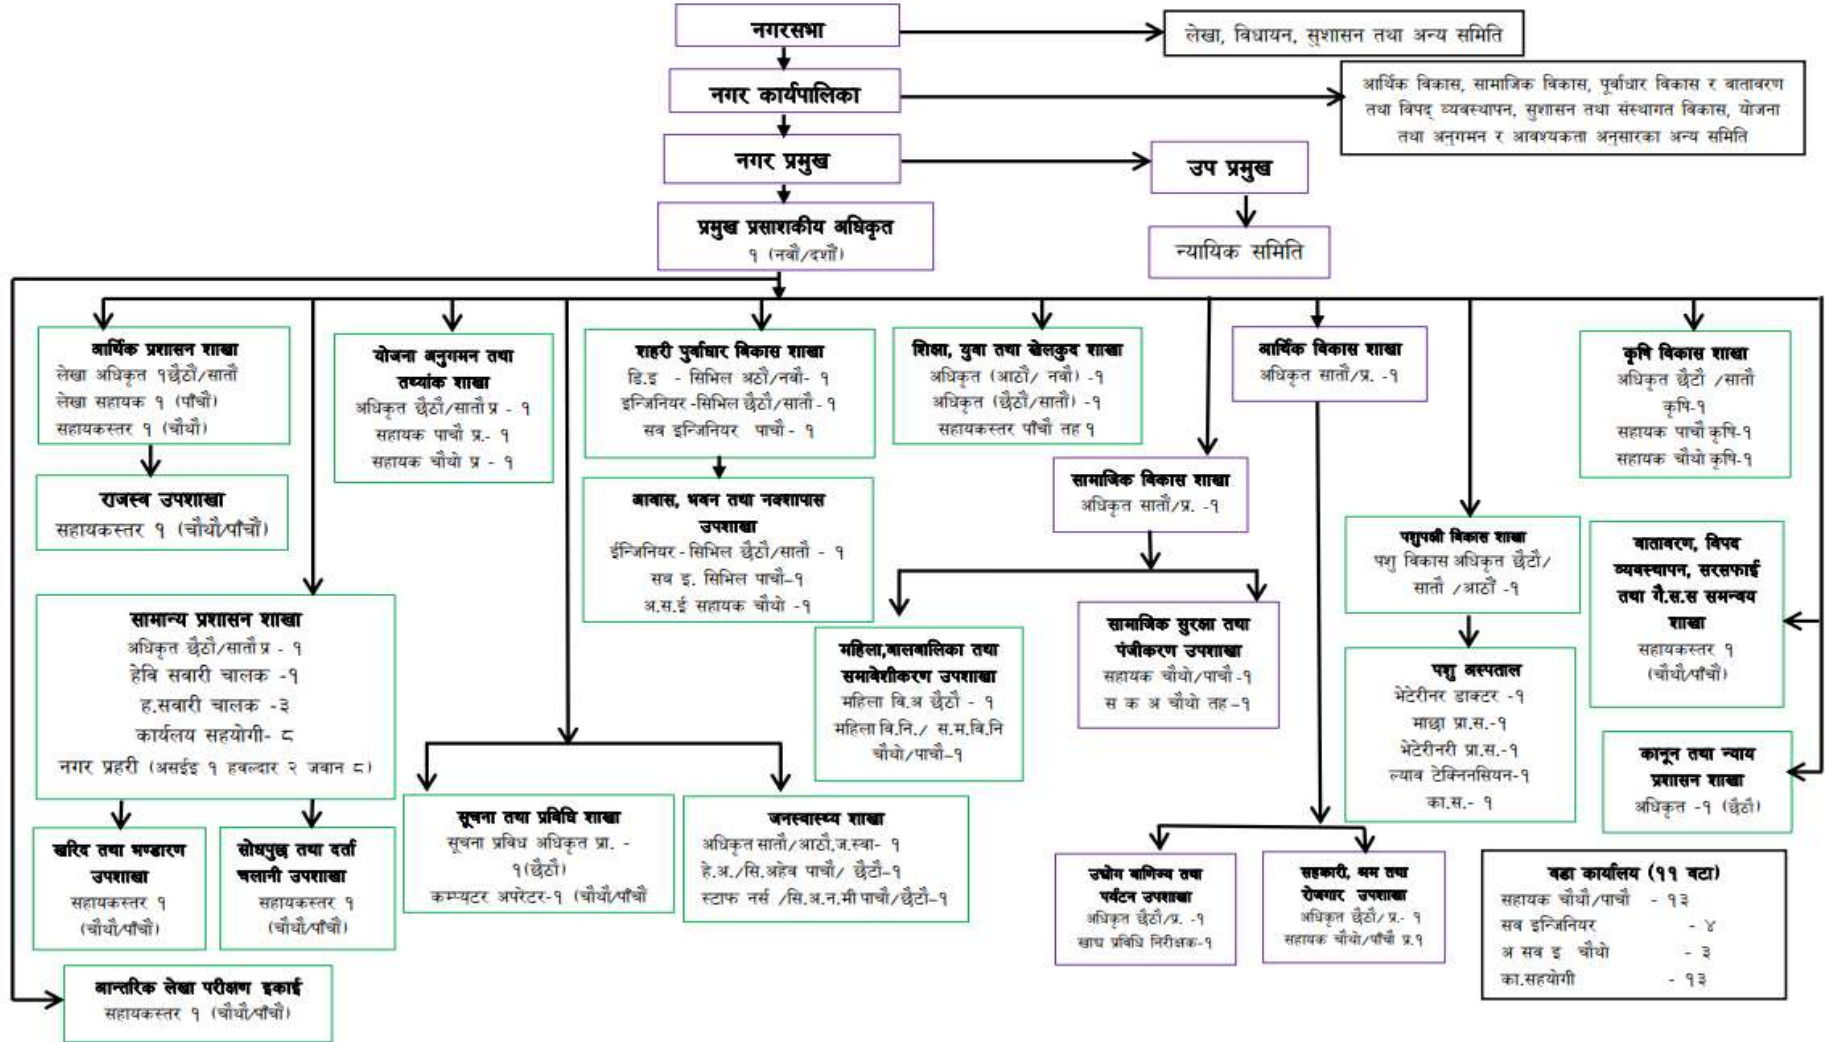 नगरसभा
लेखा, विधायन, सुशासन तथा अन्य समिति
नगर कार्यपालिका
आर्थिक विकास, सामाजिक विकास, पूर्वाधार विकास र वातावरण
तथा विपद् व्यवस्थापन, सुशासन तथा संस्थागत विकास, योजना
तथा अनुगमन र आवश्यकता अनुसारका अन्य समिति
नगर प्रमुख
उप प्रमुख
प्रमुख प्रसाशकीय अधिकृत
१ (नवौं/दशौं)
न्यायिक समिति
आर्थिक प्रशासन शाखा
लेखा अधिकृत १छैठौं/सातौं
लेखा सहायक १ (पाँचौं)
सहायकस्तर १ (चौथौ)
राजस्व उपशाखा
सहायकस्तर १ (चौथौ/पाँचौं)
योजना अनुगमन तथा
तथ्यांक शाखा
अधिकृत छैठौ/सातौ प्र - १
सहायक पाचौ प्र.- १
सहायक चौथो प्र - १
शहरी पुर्वाधार विकास शाखा
डि.इ - सिभिल अठौ/नवौ- १
इन्जिनियर -सिभिल छैठौ/सातौ - १
सव इन्जिनियर पाचौ - १
आवास, भवन तथा नक्शापास
उपशाखा
ईन्जिनियर - सिभिल छैठौ/सातौ - १
सव इ. सिभिल पाचौ–१
अ.स.ई सहायक चौथो -१
शिक्षा, युवा तथा खेलकुद शाखा
अधिकृत (आठौ/ नवौ) -१
अधिकृत (छैठौ/सातौ) -१
सहायकस्तर पाँचौ तह १
आर्थिक विकास शाखा
अधिकृत सातौ/प्र. -१
कृषि विकास शाखा
अधिकृत छैटौ /सातौ
कृषि-१
सहायक पाचौ कृषि-१
सहायक चौथो कृषि-१
सामाजिक विकास शाखा
अधिकृत सातौ/प्र. -१
पशुपक्षी विकास शाखा
पशु विकास अधिकृत छैटौ/
सातौ /आठौं -१
वातावरण, विपद
व्यवस्थापन, सरसफाई
तथा गै.स.स समन्वय
शाखा
सहायकस्तर १
(चौथौ/पाँचौ)
सामान्य प्रशासन शाखा
अधिकृत छैठौ/सातौ प्र - १
हेवि सवारी चालक -१
ह.सवारी चालक -३
कार्यलय सहयोगी- ८
नगर प्रहरी (असईइ १ हवल्दार २ जवान ८)
महिला,बालबालिका तथा
समावेशीकरण उपशाखा
महिला वि.अ छैठौ - १
महिला वि.नि./ स.म.वि.नि
चौथो/पाचौ–१
सामाजिक सुरक्षा तथा
पंजीकरण उपशाखा
सहायक चौथो/पाचौ -१
स क अ चौथो तह–१
पशु अस्पताल
भेटेरीनर डाक्टर -१
माछा प्रा.स.-१
भेटेरीनरी प्रा.स.-१
ल्याव टेक्निनसियन-१
का.स.- १
कानून तथा न्याय
प्रशासन शाखा
अधिकृत -१ (छैठौ)
सूचना तथा प्रविधि शाखा
सूचना प्रविध अधिकृत प्रा. -
१(छैठौ)
कम्प्यटर अपरेटर-१ (चौथौ/पाँचौ
जनस्वास्थ्य शाखा
अधिकृत सातौ/आठौ,ज.स्वा- १
हे.अ./सि.अहेव पाचौ/ छैटौ–१
स्टाफ नर्स /सि.अ.न.मी पाचौ/छैटौ–१
खरिद तथा भण्डारण
उपशाखा
सहायकस्तर १
(चौथौ/पाँचौ)
सोधपुछ तथा दर्ता
चलानी उपशाखा
सहायकस्तर १
(चौथौ/पाँचौ)
उद्योग वाणिज्य तथा
पर्यटन उपशाखा
अधिकृत छैठौ/प्र. -१
खाद्य प्रविधि निरीक्षक-१
सहकारी, श्रम तथा
रोजगार उपशाखा
अधिकृत छैठौ/ प्र.- १
सहायक चौथो/पाँचौ प्र.१
वडा कार्यालय (११ वटा)
सहायक चौथौ/पाचौ - १३
सव इन्जिनियर - ४
अ सव इ चौथो - ३
का.सहयोगी - १३
आन्तरिक लेखा परीक्षण इकाई
सहायकस्तर १ (चौथौ/पाँचौ)